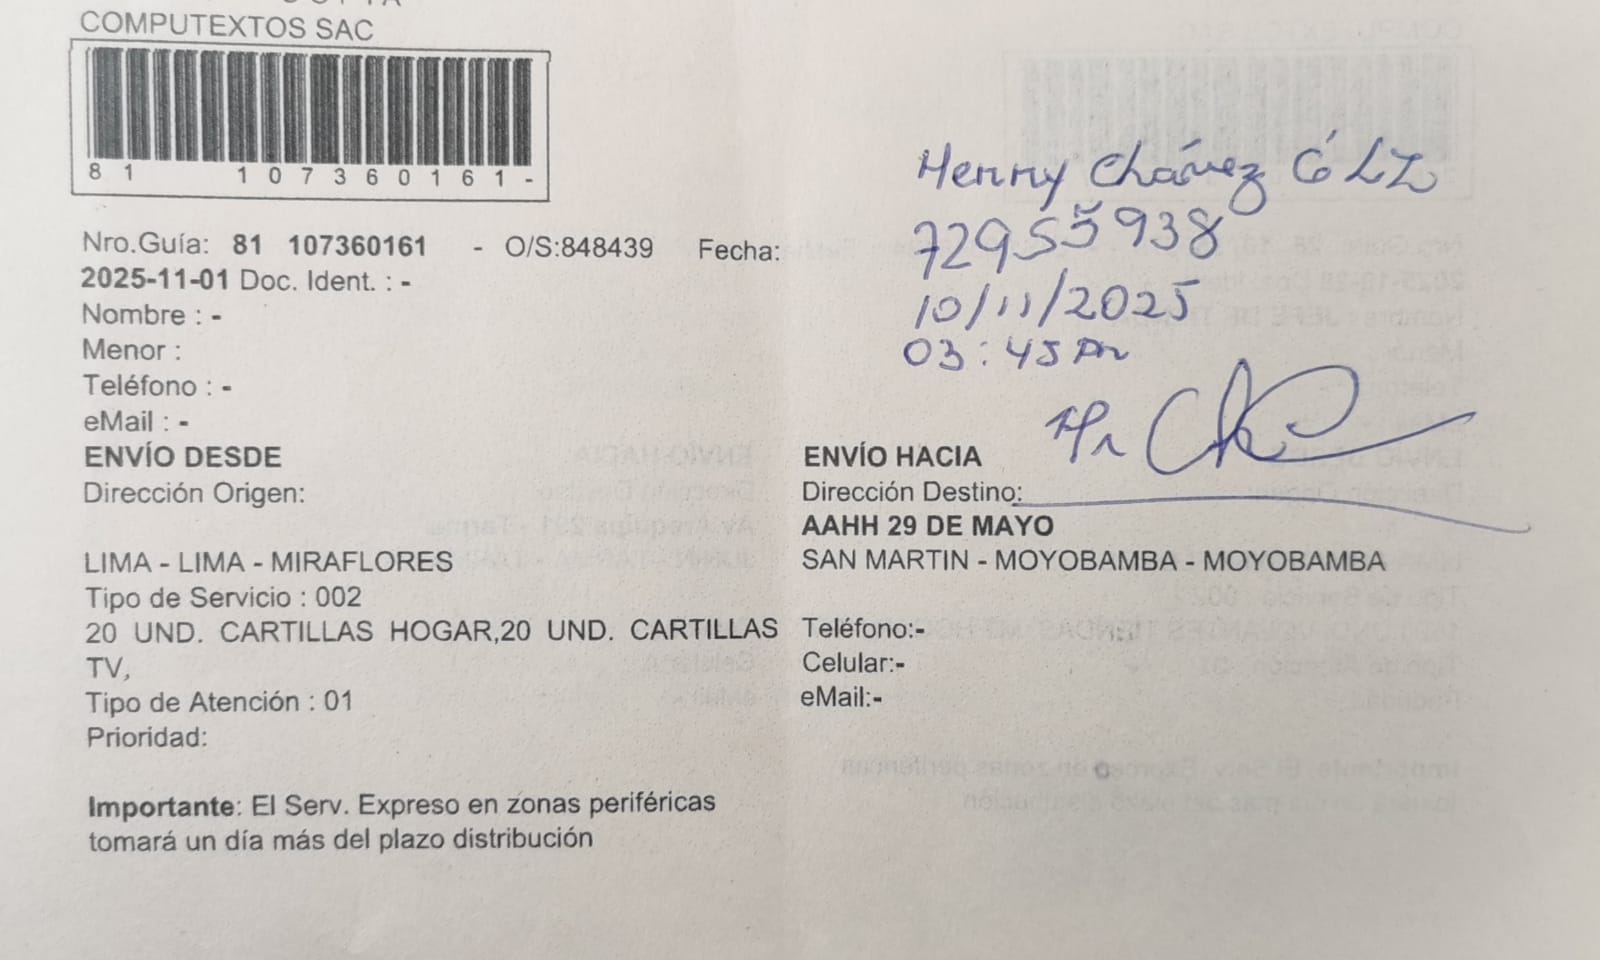 COMPUTEXTOS SAC
81 107360161-
Nro.Guía: 81 107360161 - O/S:848439 Fecha:
2025-11-01 Doc. Ident. : -
Nombre : -
Menor :
Teléfono : -
eMail : -
ENVÍO DESDE
Dirección Origen:
LIMA - LIMA - MIRAFLORES
Tipo de Servicio : 002
20 UND. CARTILLAS HOGAR,20 UND. CARTILLAS
TV,
Tipo de Atención : 01
Prioridad:
Importante: El Serv. Expreso en zonas periféricas
tomará un día más del plazo distribución
Chávez
72955938
10/11/2025
03:45 Pm
ENVÍO HACIA
Dirección Destino:
AAHH 29 DE MAYO
SAN MARTIN - MOYOBAMBA - MOYOBAMBA
Teléfono:-
Celular:-
eMail:-